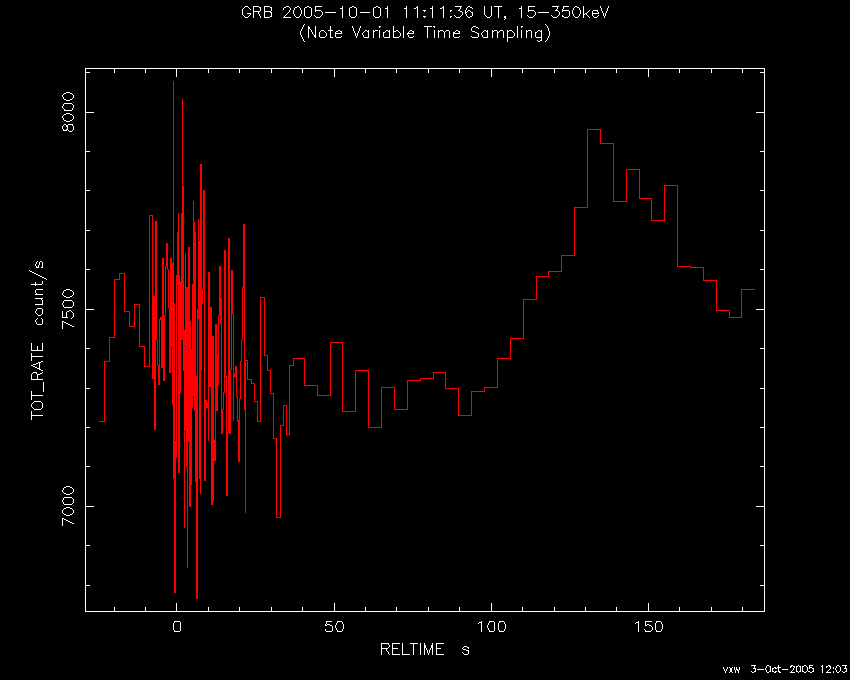 GRB 2005-10-01 11:11:36 UT, 15-350keV
(Note Variable Time Sampling)
8000
7500
7000
TOT_RATE count/s
0 50 100 150
RELTIME s
vxw 3-Oct-2005 12:03